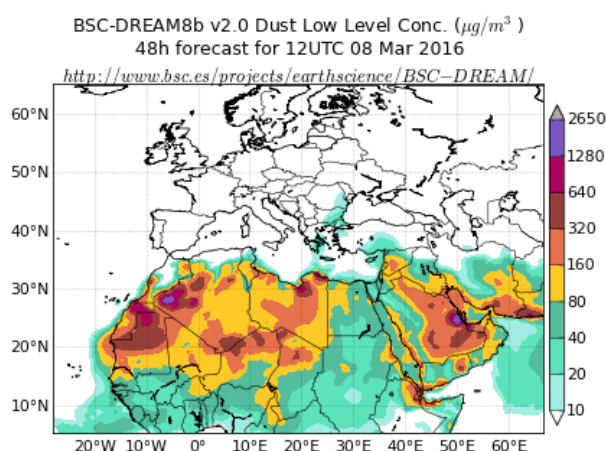 BSC-DREAM8b v2.0 Dust Low Level Conc. (μg/m³ )
48h forecast for 12UTC 08 Mar 2016
http://www.bsc.es/projects/earthscience/BSC−DREAM/
60°N
50°N
40°N
30°N
20°N
10°N
20°W 10°W 0° 10°E 20°E 30°E 40°E 50°E 60°E
2650
1280
640
320
160
80
40
20
10